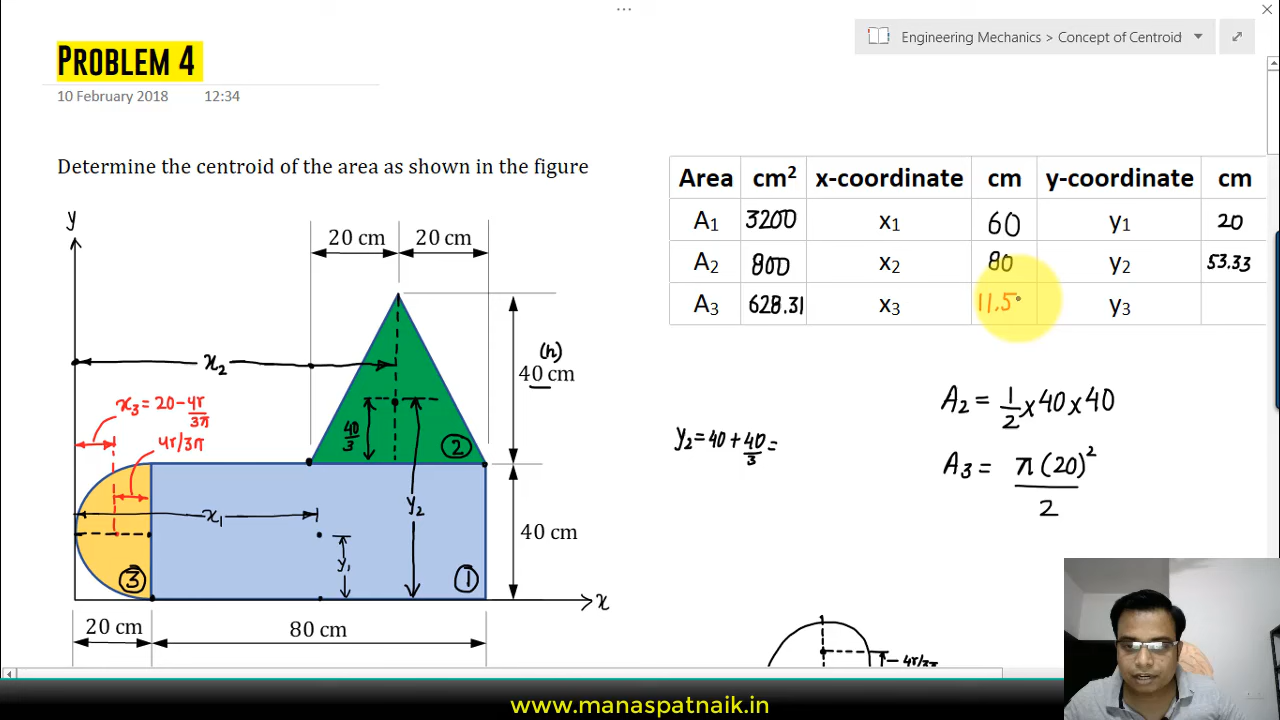 Engineering Mechanics > Concept of Centroid
PROBLEM 4
10 February 2018 12:34
Determine the centroid of the area as shown in the figure
Area cm² x-coordinate cm y-coordinate cm
A₁ 3200 x₁ 60 y₁ 20
A₂ 800 x₂ 80 y₂ 53.33
A₃ 628.31 x₃ 11.5 y₃
y
20 cm 20 cm
x₂
(h)
40 cm
x₃ = 20 - 4r/3π
4r/3π
40/3
②
y₂
x₁
y₁
40 cm
③
①
x
20 cm 80 cm
y₂ = 40 + 40/3 =
A₂ = 1/2 x 40 x 40
A₃ = π(20)²/2
4r/3π
www.manaspatnaik.in